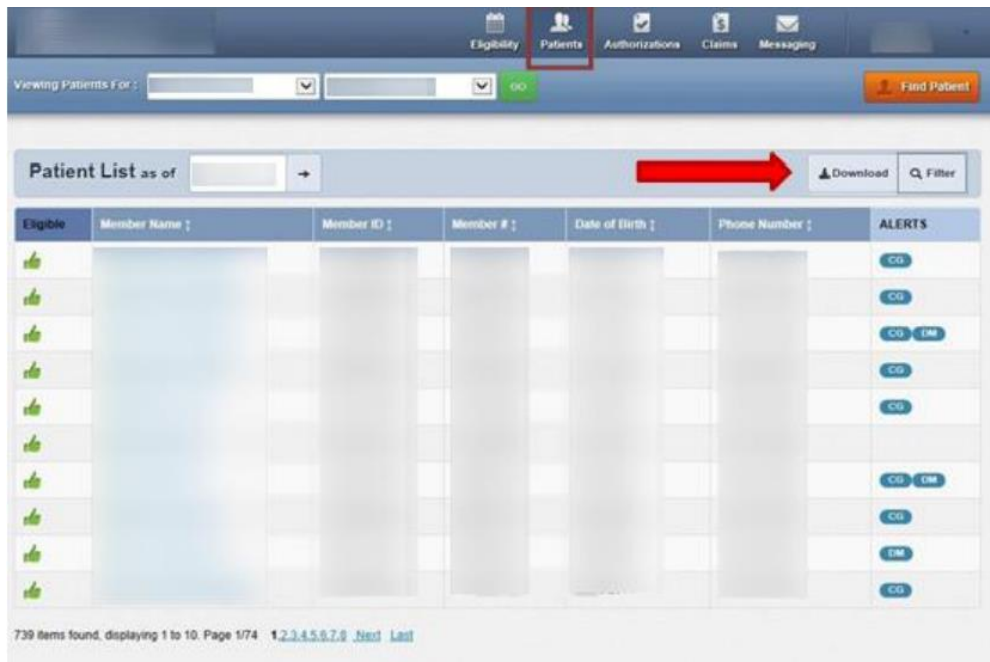 Eligibility Patients Authorizations Claims Messaging
Viewing Patients For : GO Find Patient
Patient List as of Download Filter
Eligible Member Name Member ID Member # Date of Birth Phone Number ALERTS
CG
CG
CG DM
CG
CG
CG DM
CG
DM
CG
739 items found, displaying 1 to 10. Page 1/74 1,2,3,4,5,6,7,8 Next Last